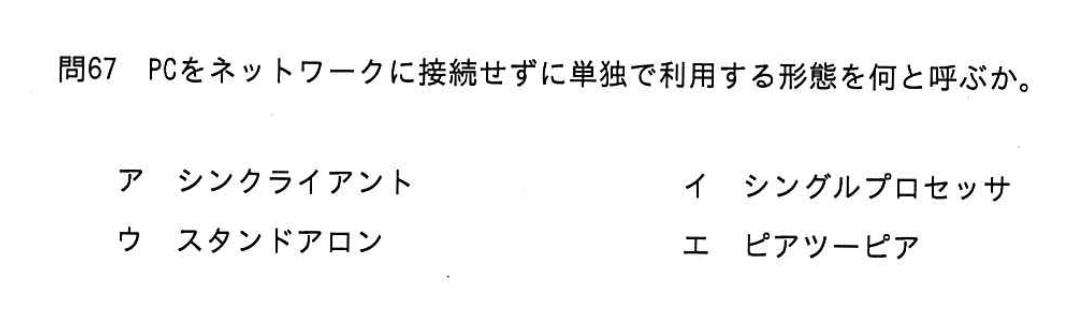 問67　PCをネットワークに接続せずに単独で利用する形態を何と呼ぶか。
ア　シンクライアント　イ　シングルプロセッサ
ウ　スタンドアロン　エ　ピアツーピア